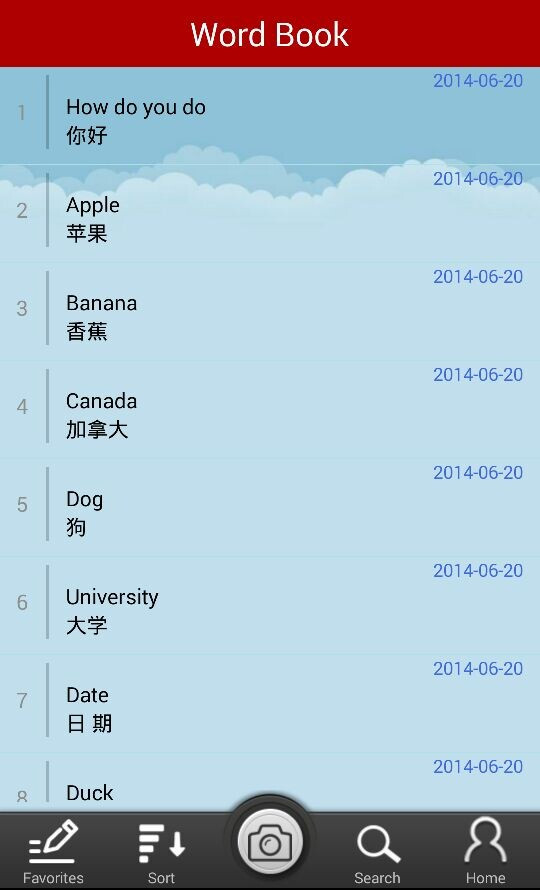 Word Book
2014-06-20
1
How do you do
你好
2014-06-20
2
Apple
苹果
2014-06-20
3
Banana
香蕉
2014-06-20
4
Canada
加拿大
2014-06-20
5
Dog
狗
2014-06-20
6
University
大学
2014-06-20
7
Date
日 期
2014-06-20
8
Duck
Favorites
Sort
Search
Home